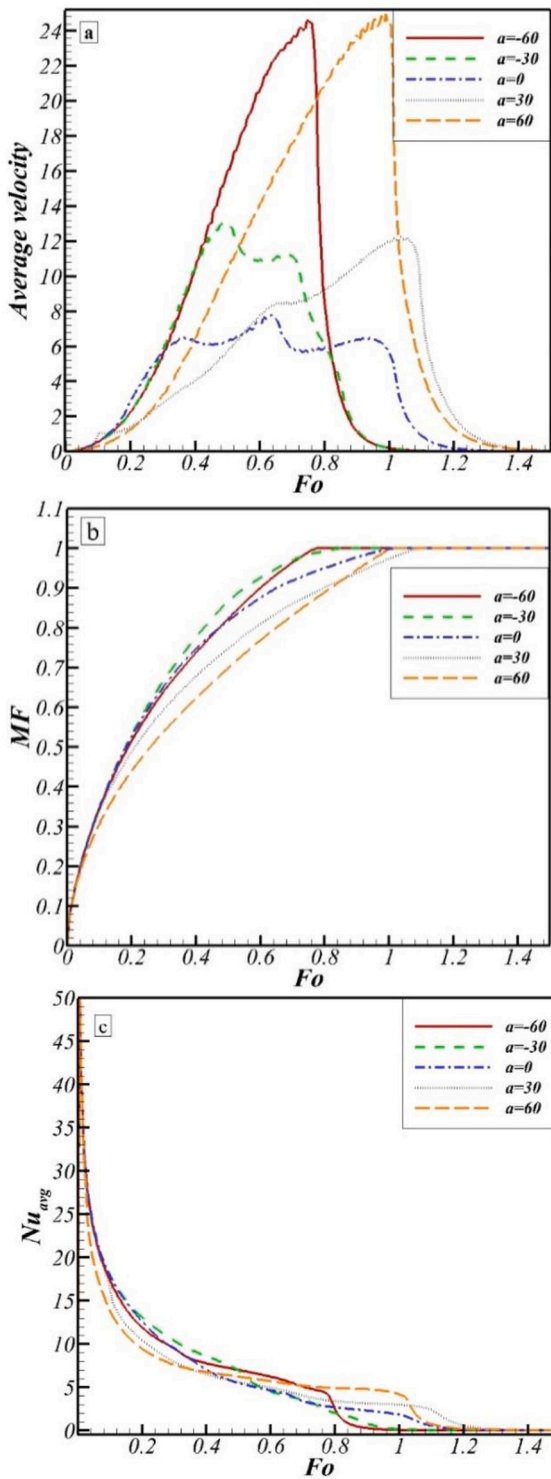 a
24
22
20
18
16
14
12
10
8
6
4
2
0
Average velocity
0 0.2 0.4 0.6 0.8 1 1.2 1.4
Fo
a=-60
a=-30
a=0
a=30
a=60
b
1.1
1
0.9
0.8
0.7
0.6
0.5
0.4
0.3
0.2
0.1
0
MF
0 0.2 0.4 0.6 0.8 1 1.2 1.4
Fo
a=-60
a=-30
a=0
a=30
a=60
c
50
45
40
35
30
25
20
15
10
5
0
Nuavg
0.2 0.4 0.6 0.8 1 1.2 1.4
Fo
a=-60
a=-30
a=0
a=30
a=60